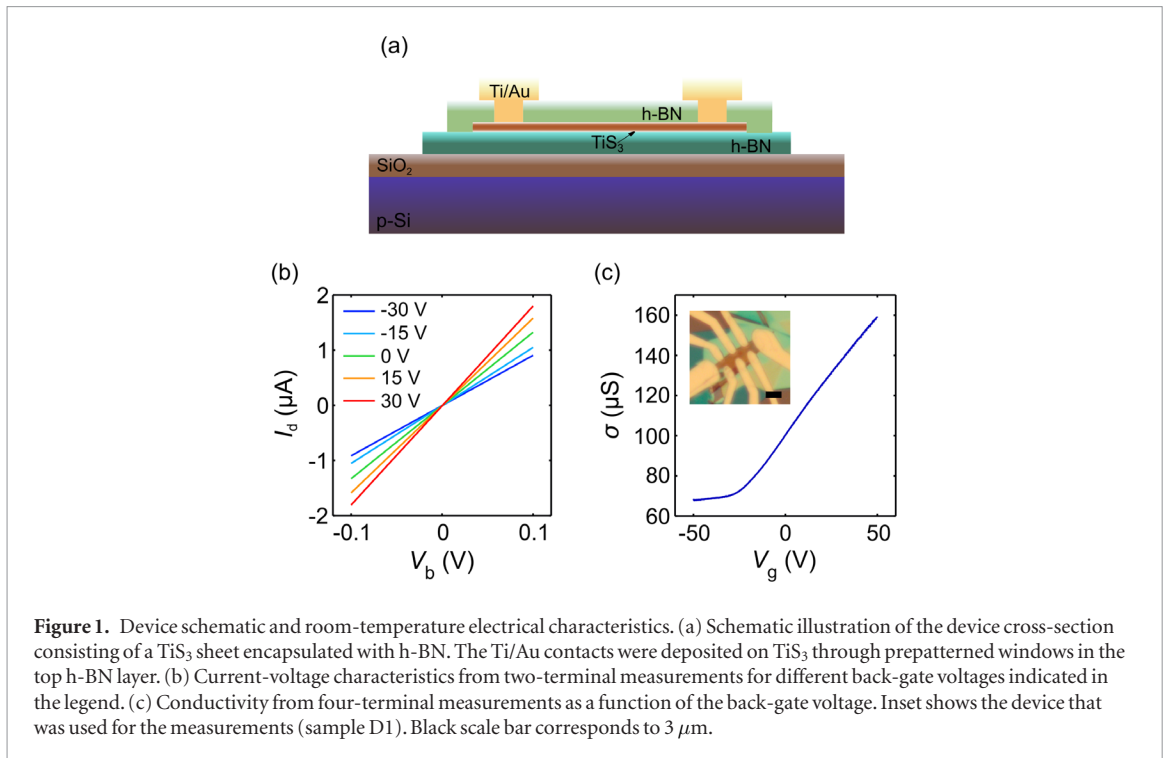 (a)
Ti/Au
h-BN
TiS₃
h-BN
SiO₂
p-Si
(b)
2
1
0
-1
-2
I_d (μA)
-30 V
-15 V
0 V
15 V
30 V
-0.1
0
0.1
V_b (V)
(c)
160
140
120
100
80
60
σ (μS)
-50
0
50
V_g (V)
Figure 1. Device schematic and room-temperature electrical characteristics. (a) Schematic illustration of the device cross-section
consisting of a TiS₃ sheet encapsulated with h-BN. The Ti/Au contacts were deposited on TiS₃ through prepatterned windows in the
top h-BN layer. (b) Current-voltage characteristics from two-terminal measurements for different back-gate voltages indicated in
the legend. (c) Conductivity from four-terminal measurements as a function of the back-gate voltage. Inset shows the device that
was used for the measurements (sample D1). Black scale bar corresponds to 3 μm.